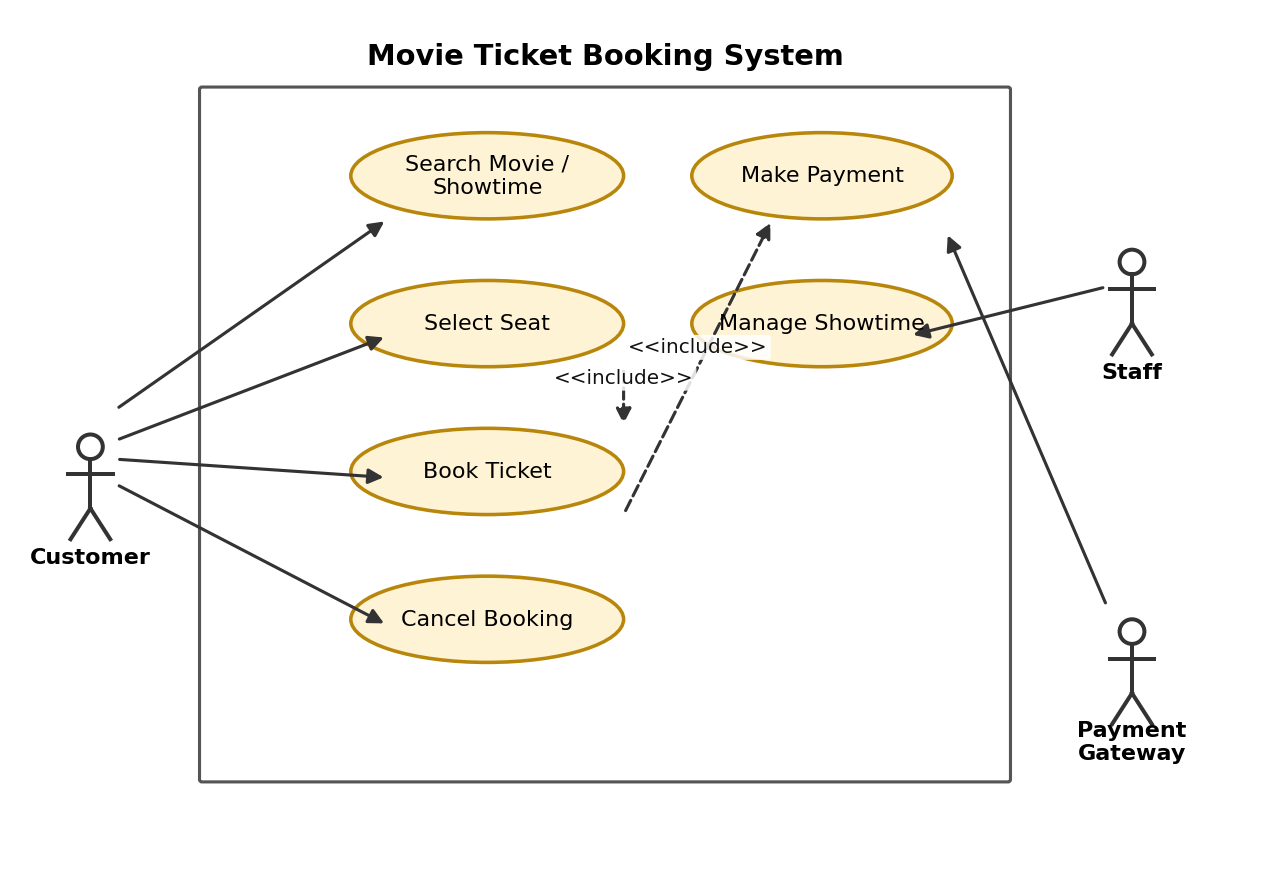 Movie Ticket Booking System
Search Movie /
Showtime
Make Payment
Select Seat
Manage Showtime
<<include>>
<<include>>
Book Ticket
Cancel Booking
Customer
Staff
Payment
Gateway